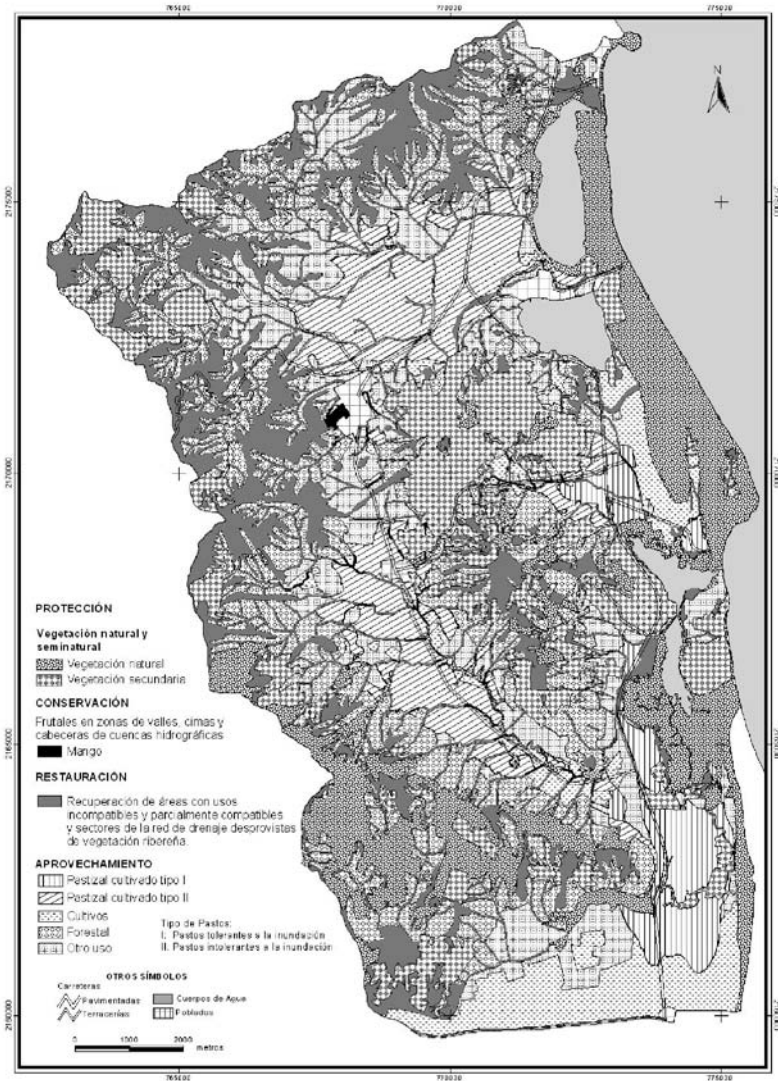 765000 770000 775000
N
2175000
2170000
PROTECCIÓN
Vegetación natural y
seminatural
Vegetación natural
Vegetación secundaria
CONSERVACIÓN
Frutales en zonas de valles, cimas y
cabeceras de cuencas hidrográficas
Mango
RESTAURACIÓN
Recuperación de áreas con usos
incompatibles y parcialmente compatibles
y sectores de la red de drenaje desprovistas
de vegetación ribereña.
APROVECHAMIENTO
Pastizal cultivado tipo I
Pastizal cultivado tipo II
Cultivos
Forestal
Otro uso
Tipo de Pastos:
I. Pastos tolerantes a la inundación
II. Pastos intolerantes a la inundación
OTROS SÍMBOLOS
Carreteras
Pavimentadas
Terracerías
Cuerpos de Agua
Poblados
0 1000 2000
metros
2165000
2160000
765000 770000 775000